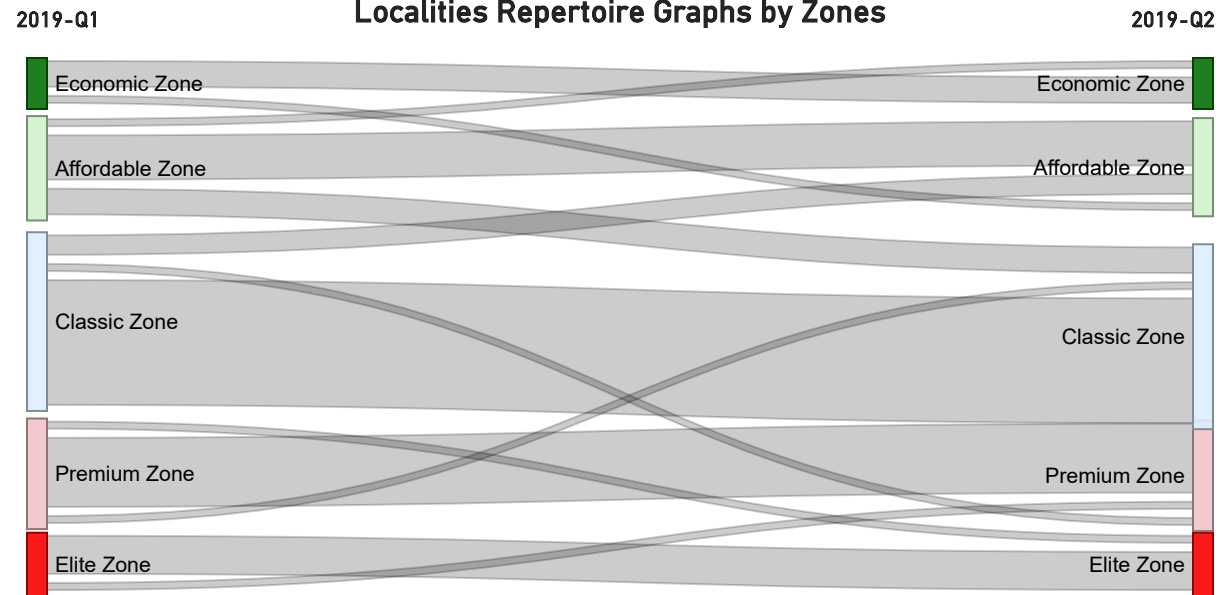 Localities Repertoire Graphs by Zones
2019-Q1
2019-Q2
Economic Zone
Economic Zone
Affordable Zone
Affordable Zone
Classic Zone
Classic Zone
Premium Zone
Premium Zone
Elite Zone
Elite Zone